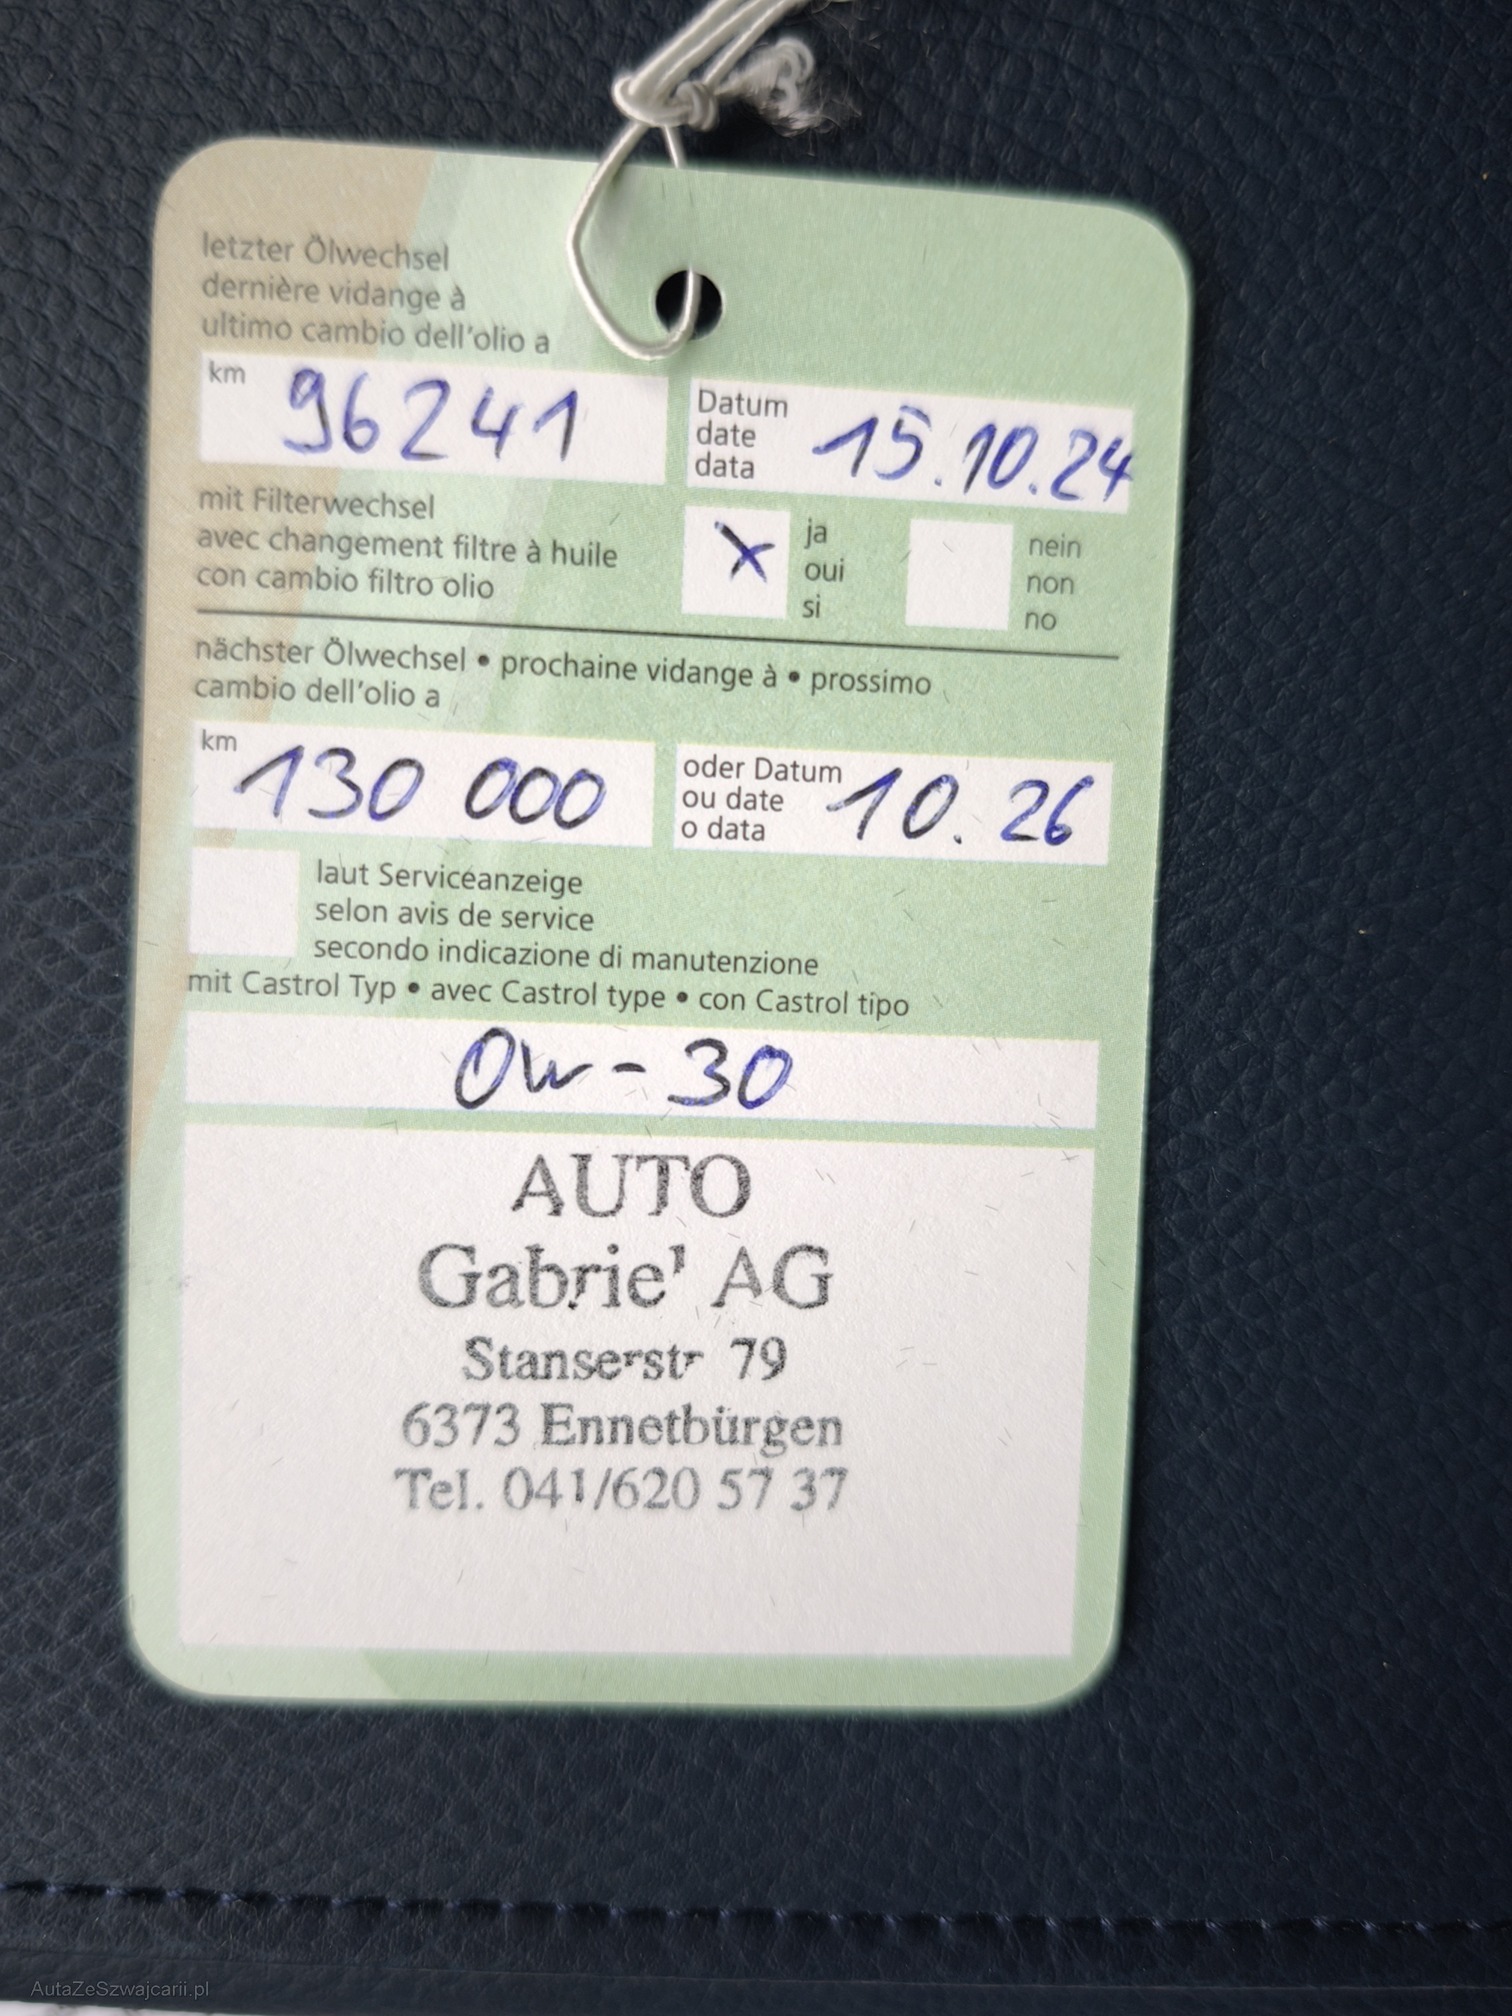 letzter Ölwechsel
dernière vidange à
ultimo cambio dell'olio a
km 96241
Datum 15.10.24
date
data
mit Filterwechsel
avec changement filtre à huile
con cambio filtro olio
X
ja
oui
si
nein
non
no
nächster Ölwechsel • prochaine vidange à • prossimo
cambio dell'olio a
km 130 000
oder Datum 10. 26
ou date
o data
laut Serviceanzeige
selon avis de service
secondo indicazione di manutenzione
mit Castrol Typ • avec Castrol type • con Castrol tipo
0w-30
AUTO
Gabriel AG
Stanserstr 79
6373 Ennetbürgen
Tel. 041/620 57 37
AutaZeSzwajcarii.pl